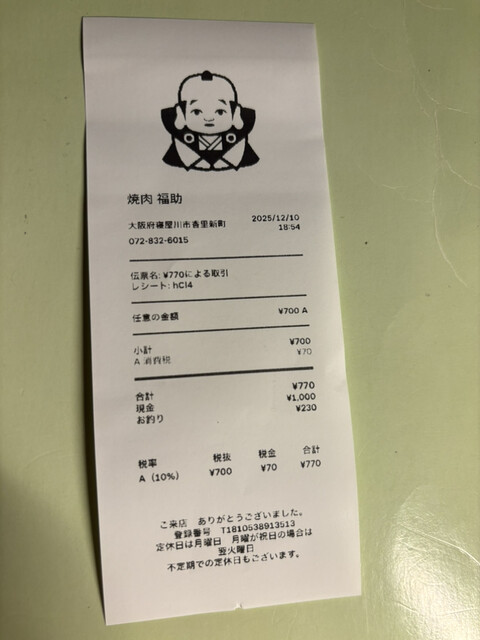 焼肉 福助
大阪府寝屋川市香里新町 2025/12/10
18:54
072-832-6015
伝票名: ¥770による取引
レシート: hCl4
任意の金額 ¥700 A
小計 ¥700
A 消費税 ¥70
合計 ¥770
現金 ¥1,000
お釣り ¥230
税率 税抜 税金 合計
A (10%) ¥700 ¥70 ¥770
ご来店 ありがとうございました。
登録番号 T1810538913513
定休日は月曜日 月曜が祝日の場合は
翌火曜日
不定期での定休日もございます。